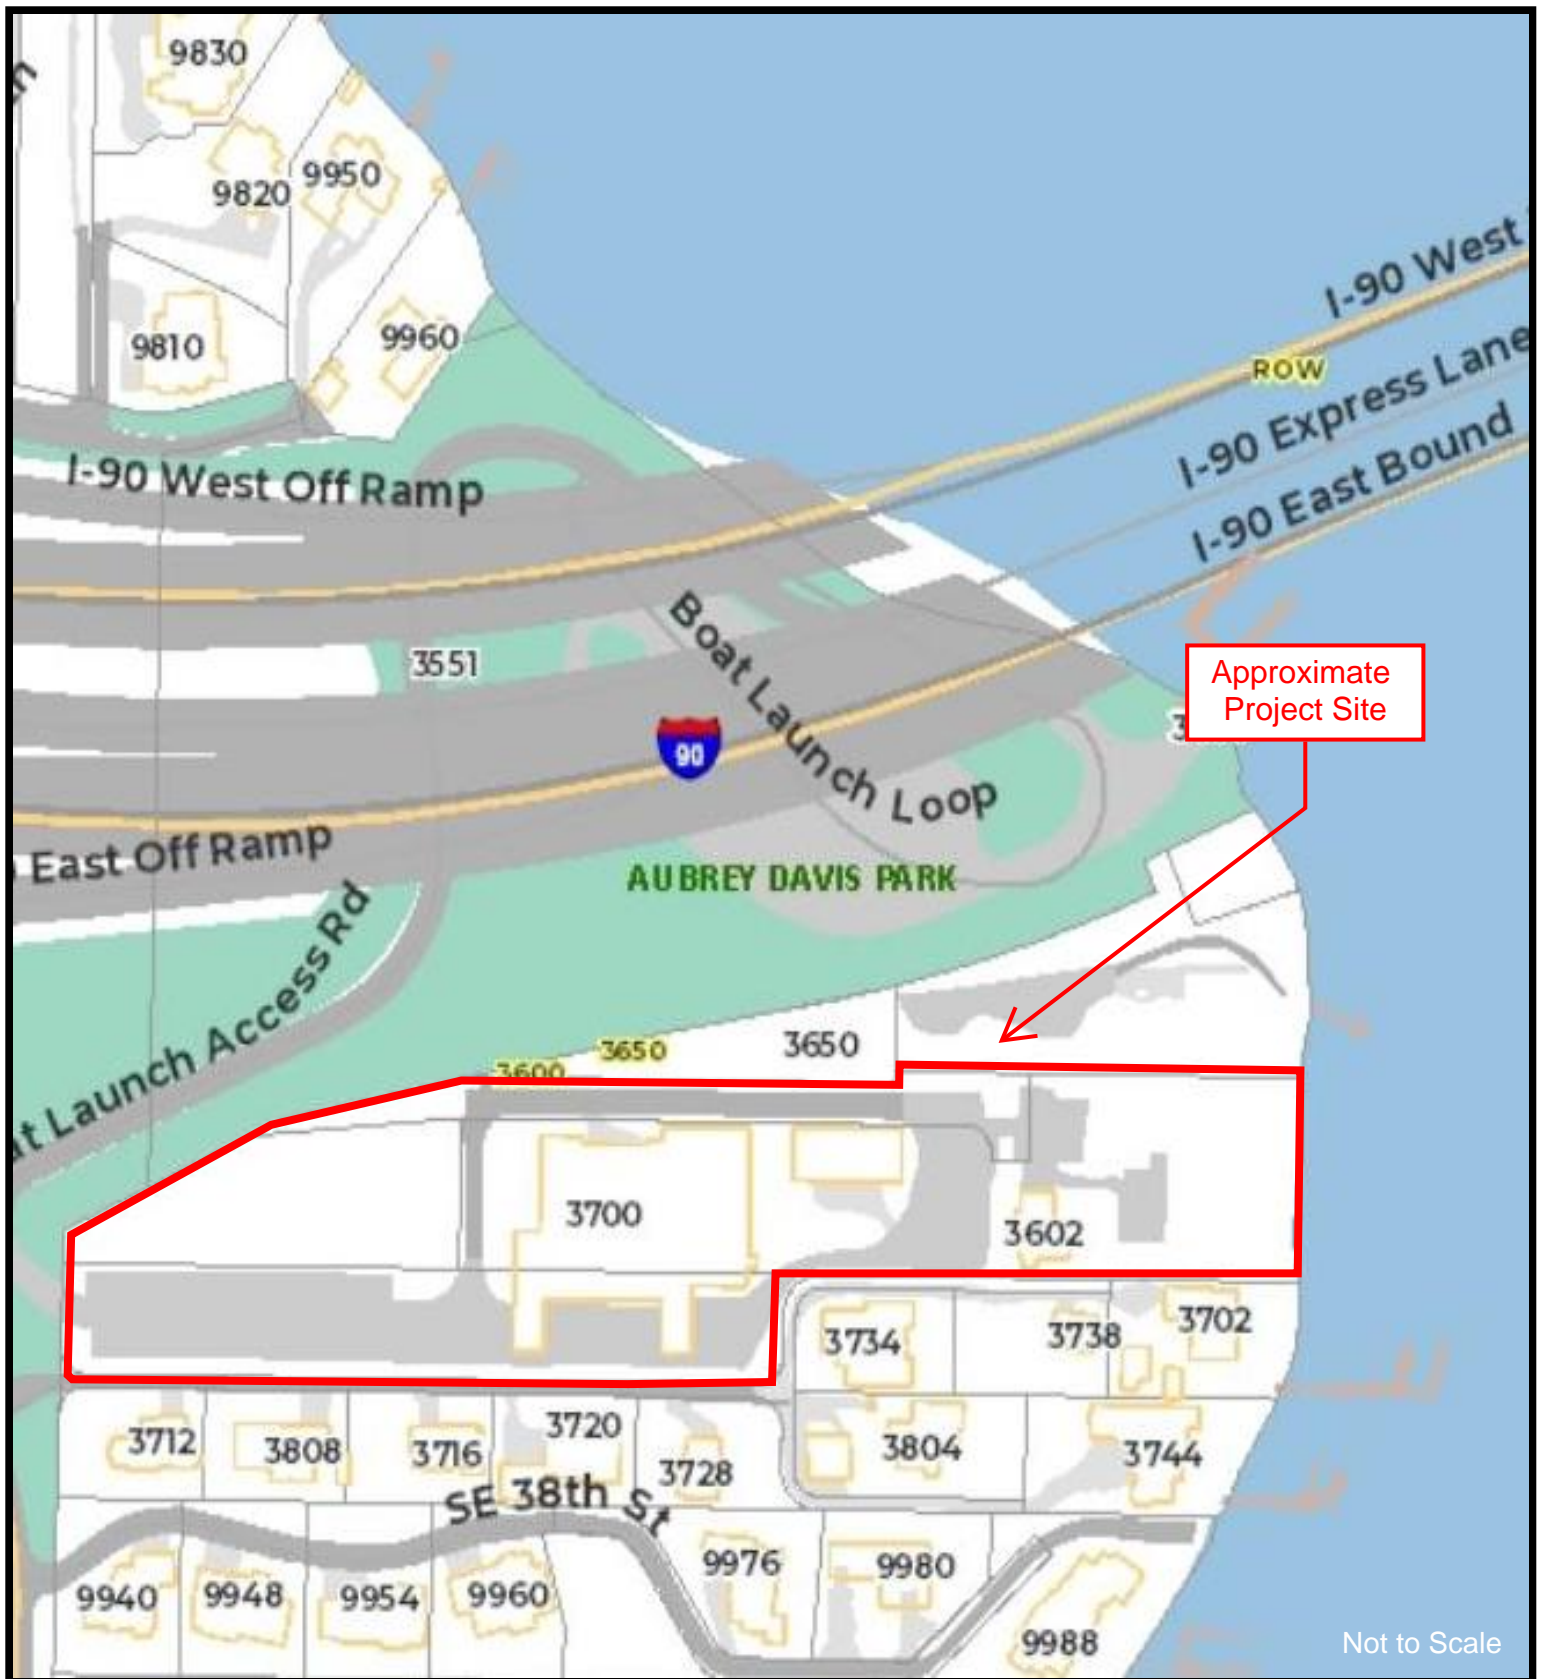 9830
9820
9950
9810
9960
I-90 West
ROW
I-90 Express Lane
I-90 East Bound
I-90 West Off Ramp
Boat Launch Loop
3551
Approximate
Project Site
90
East Off Ramp
AUBREY DAVIS PARK
Launch Access Rd
3650
3650
3600
3700
3602
3734
3738
3702
3712
3808
3716
3720
3728
3804
3744
SE 38th St
9940
9948
9954
9960
9976
9980
9988
Not to Scale